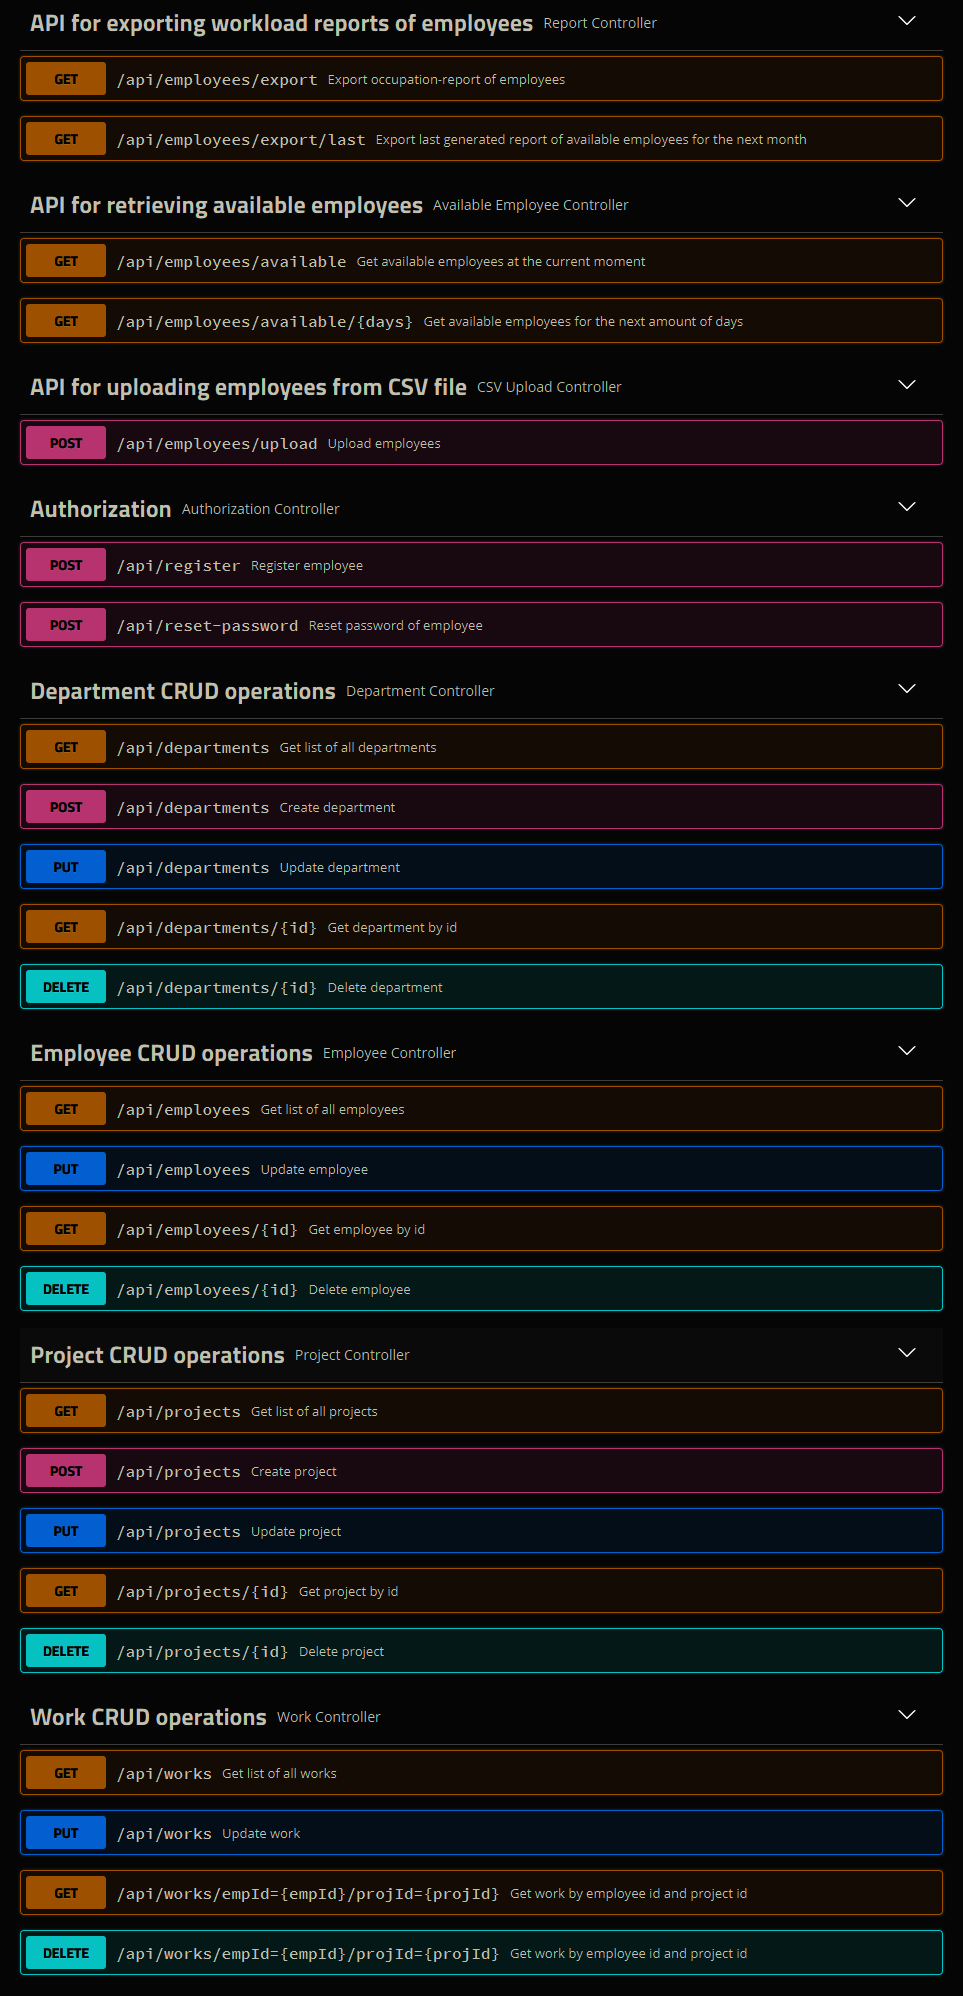 API for exporting workload reports of employees Report Controller
GET /api/employees/export Export occupation-report of employees
GET /api/employees/export/last Export last generated report of available employees for the next month
API for retrieving available employees Available Employee Controller
GET /api/employees/available Get available employees at the current moment
GET /api/employees/available/{days} Get available employees for the next amount of days
API for uploading employees from CSV file CSV Upload Controller
POST /api/employees/upload Upload employees
Authorization Authorization Controller
POST /api/register Register employee
POST /api/reset-password Reset password of employee
Department CRUD operations Department Controller
GET /api/departments Get list of all departments
POST /api/departments Create department
PUT /api/departments Update department
GET /api/departments/{id} Get department by id
DELETE /api/departments/{id} Delete department
Employee CRUD operations Employee Controller
GET /api/employees Get list of all employees
PUT /api/employees Update employee
GET /api/employees/{id} Get employee by id
DELETE /api/employees/{id} Delete employee
Project CRUD operations Project Controller
GET /api/projects Get list of all projects
POST /api/projects Create project
PUT /api/projects Update project
GET /api/projects/{id} Get project by id
DELETE /api/projects/{id} Delete project
Work CRUD operations Work Controller
GET /api/works Get list of all works
PUT /api/works Update work
GET /api/works/empId={empId}/projId={projId} Get work by employee id and project id
DELETE /api/works/empId={empId}/projId={projId} Get work by employee id and project id